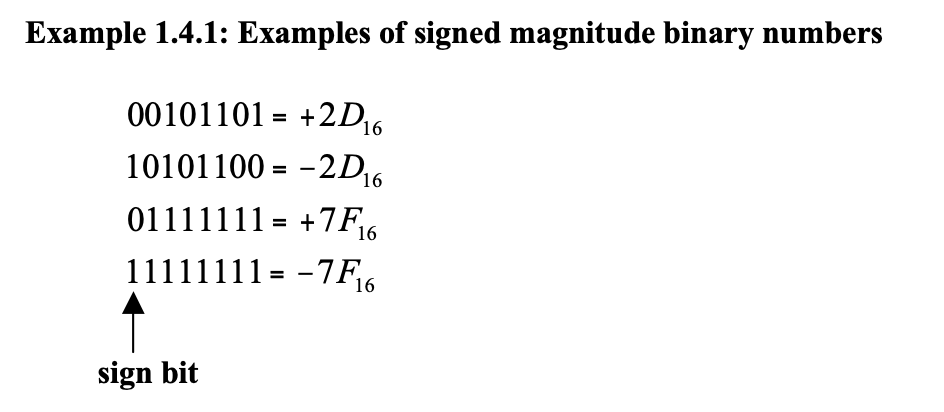 Example 1.4.1: Examples of signed magnitude binary numbers
00101101 = +2D₁₆
10101100 = −2D₁₆
01111111 = +7F₁₆
11111111 = −7F₁₆
sign bit